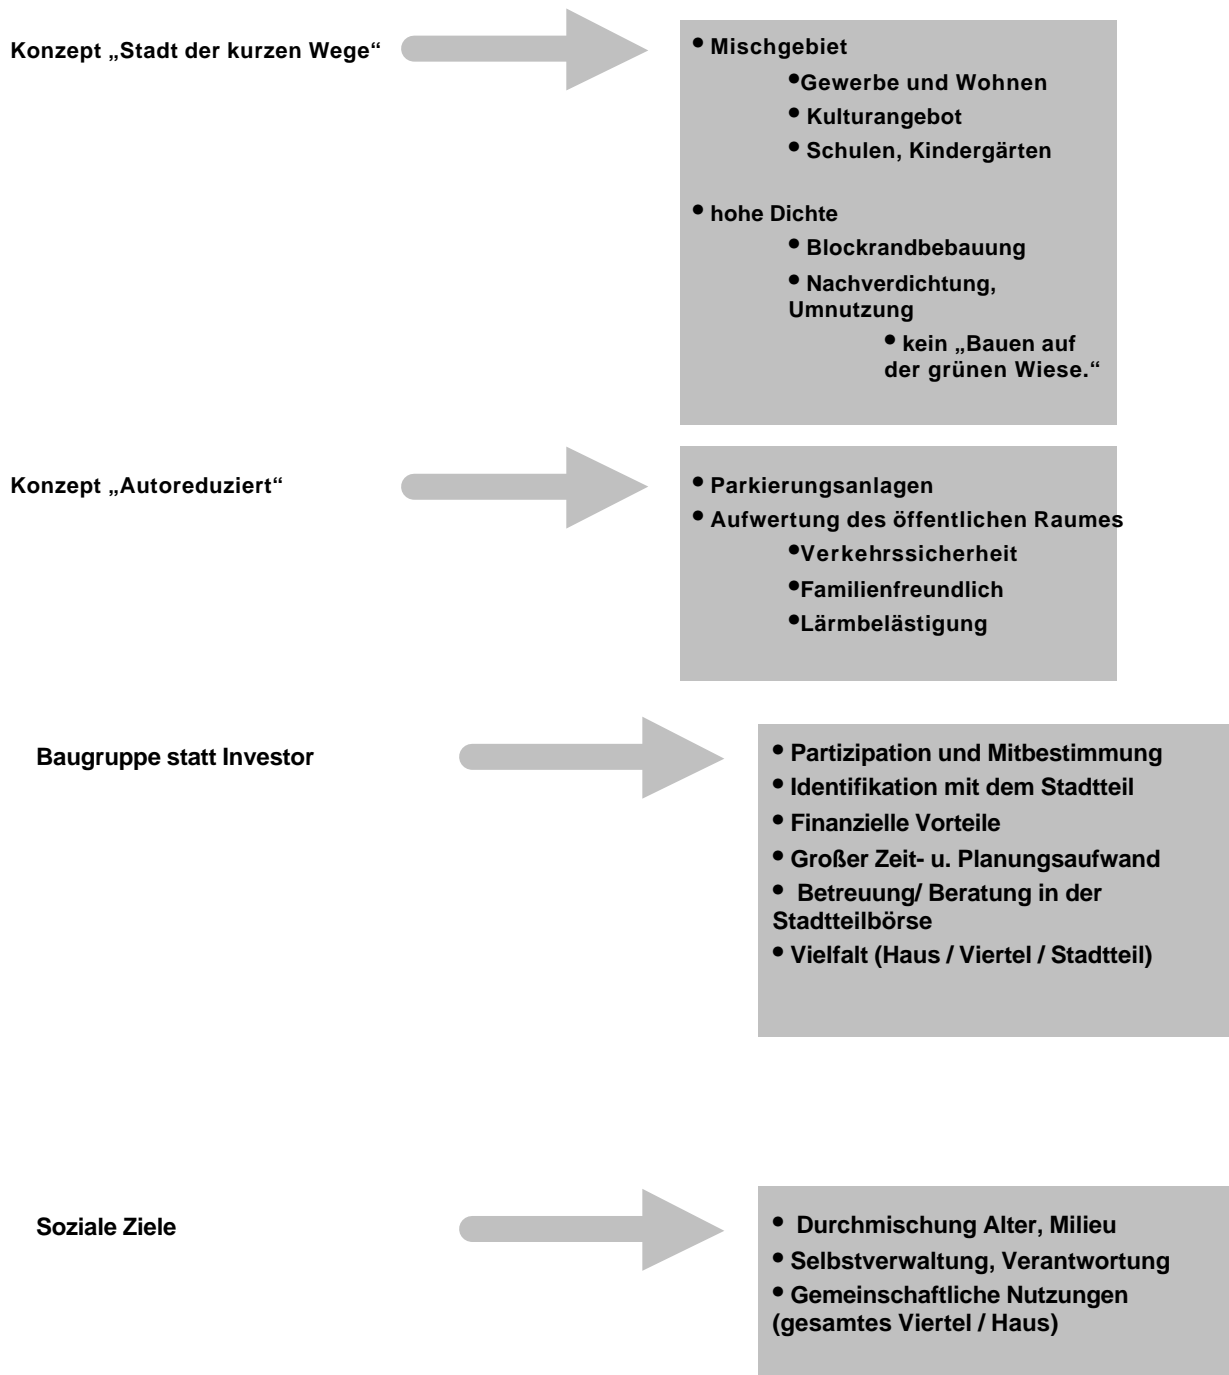 Konzept „Stadt der kurzen Wege“
• Mischgebiet
•Gewerbe und Wohnen
• Kulturangebot
• Schulen, Kindergärten
• hohe Dichte
• Blockrandbebauung
• Nachverdichtung,
Umnutzung
• kein „Bauen auf
der grünen Wiese.“
Konzept „Autoreduziert“
• Parkierungsanlagen
• Aufwertung des öffentlichen Raumes
•Verkehrssicherheit
•Familienfreundlich
•Lärmbelästigung
Baugruppe statt Investor
• Partizipation und Mitbestimmung
• Identifikation mit dem Stadtteil
• Finanzielle Vorteile
• Großer Zeit- u. Planungsaufwand
• Betreuung/ Beratung in der
Stadtteilbörse
• Vielfalt (Haus / Viertel / Stadtteil)
Soziale Ziele
• Durchmischung Alter, Milieu
• Selbstverwaltung, Verantwortung
• Gemeinschaftliche Nutzungen
(gesamtes Viertel / Haus)